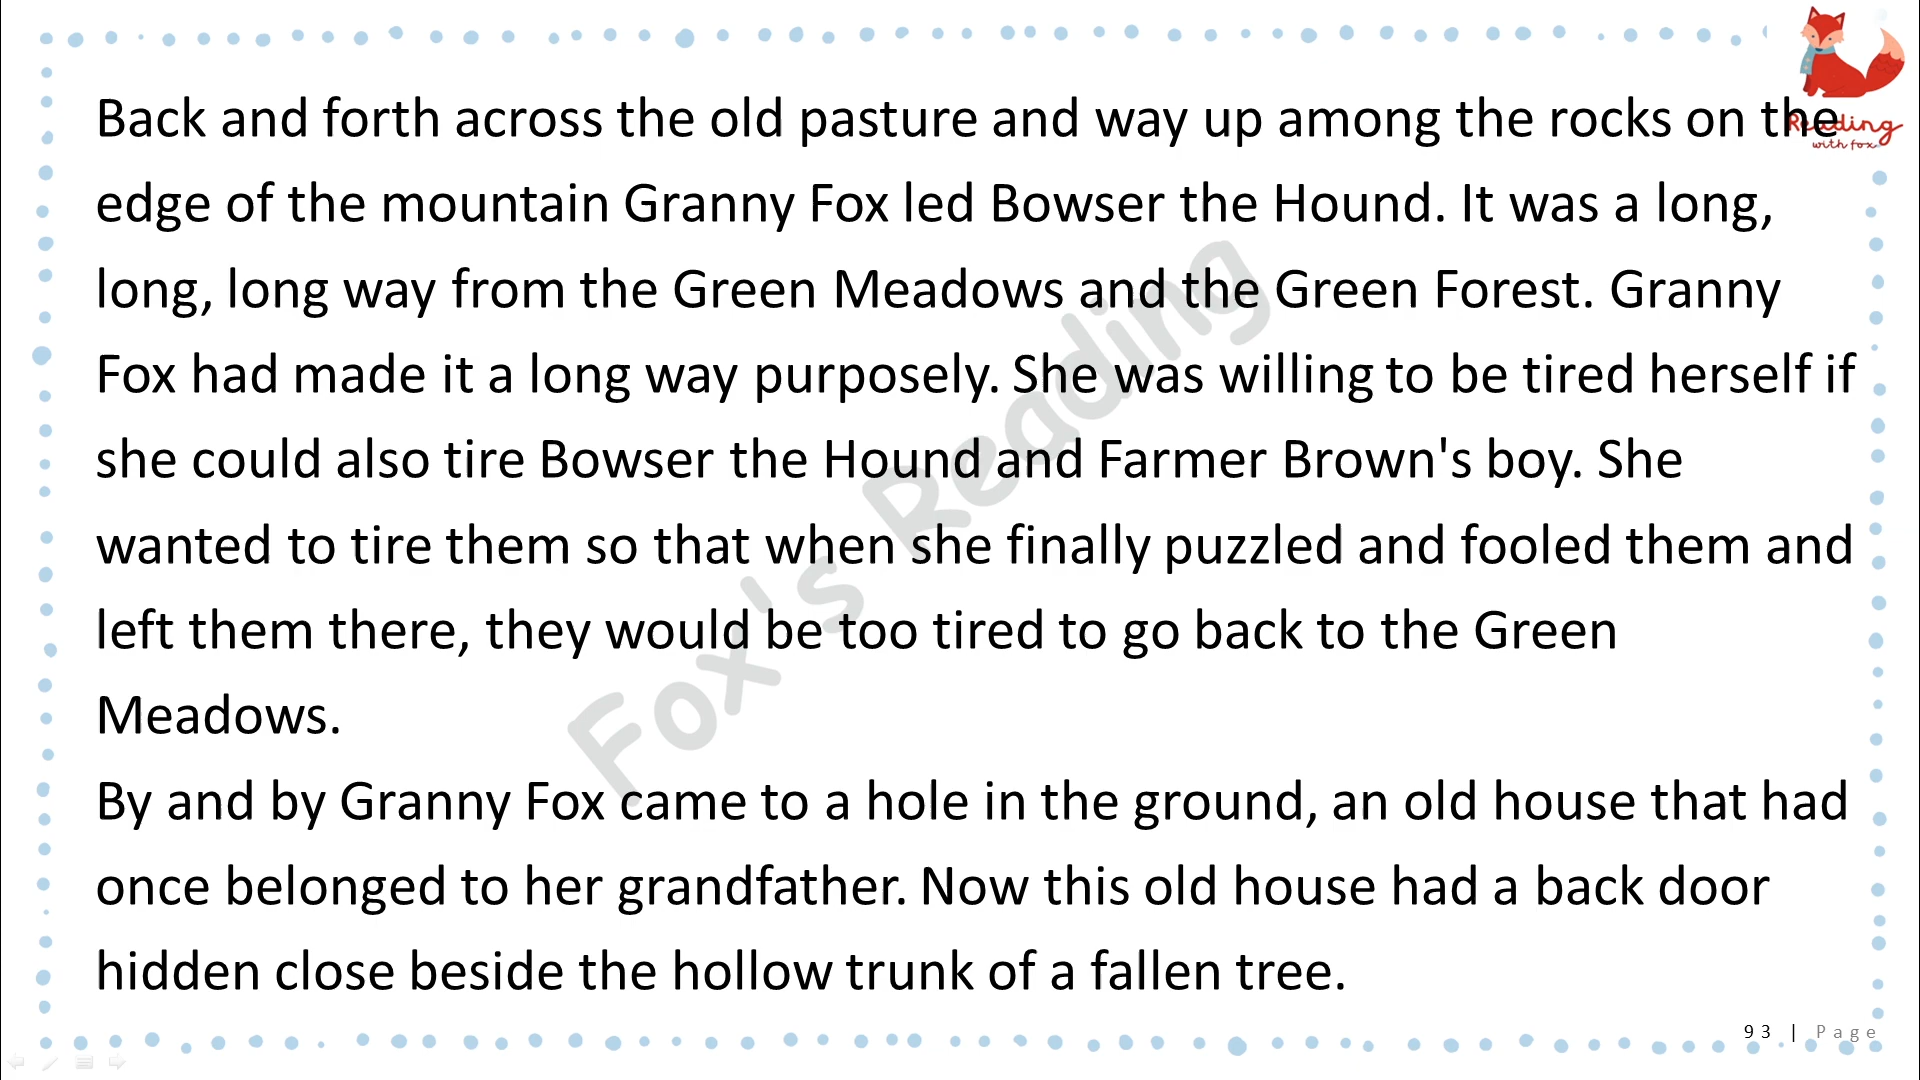 Back and forth across the old pasture and way up among the rocks on the
edge of the mountain Granny Fox led Bowser the Hound. It was a long,
long, long way from the Green Meadows and the Green Forest. Granny
Fox had made it a long way purposely. She was willing to be tired herself if
she could also tire Bowser the Hound and Farmer Brown's boy. She
wanted to tire them so that when she finally puzzled and fooled them and
left them there, they would be too tired to go back to the Green
Meadows.
By and by Granny Fox came to a hole in the ground, an old house that had
once belonged to her grandfather. Now this old house had a back door
hidden close beside the hollow trunk of a fallen tree.
Reading
with fox
Fox's Reading
93 | Page